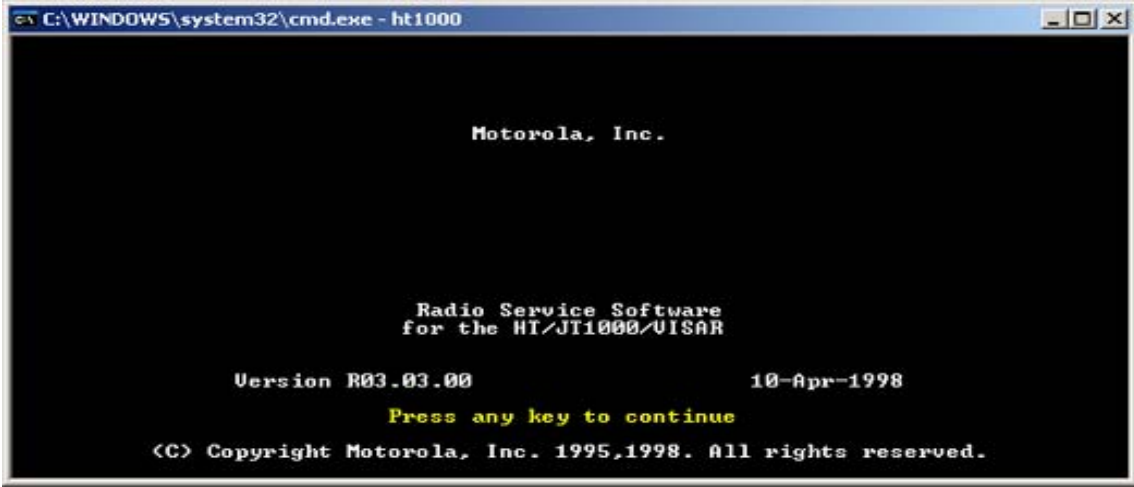 C:\WINDOWS\system32\cmd.exe - ht1000
Motorola, Inc.
Radio Service Software
for the HT/JT1000/VISAR
Version R03.03.00 10-Apr-1998
Press any key to continue
(C) Copyright Motorola, Inc. 1995,1998. All rights reserved.